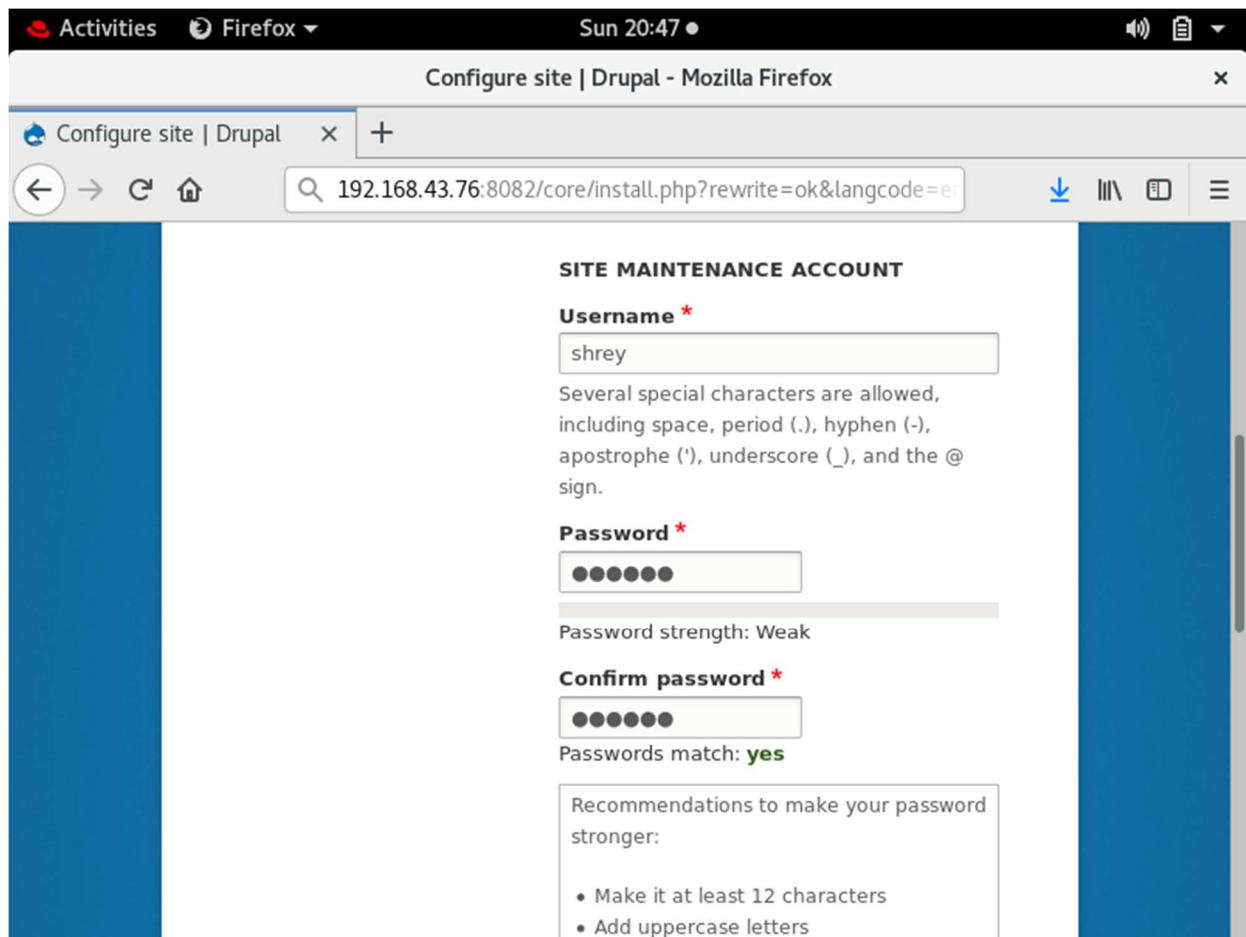 Activities Firefox Sun 20:47
Configure site | Drupal - Mozilla Firefox
Configure site | Drupal
192.168.43.76:8082/core/install.php?rewrite=ok&langcode=e
SITE MAINTENANCE ACCOUNT
Username *
shrey
Several special characters are allowed,
including space, period (.), hyphen (-),
apostrophe ('), underscore (_), and the @
sign.
Password *
●●●●●●
Password strength: Weak
Confirm password *
●●●●●●
Passwords match: yes
Recommendations to make your password
stronger:
• Make it at least 12 characters
• Add uppercase letters